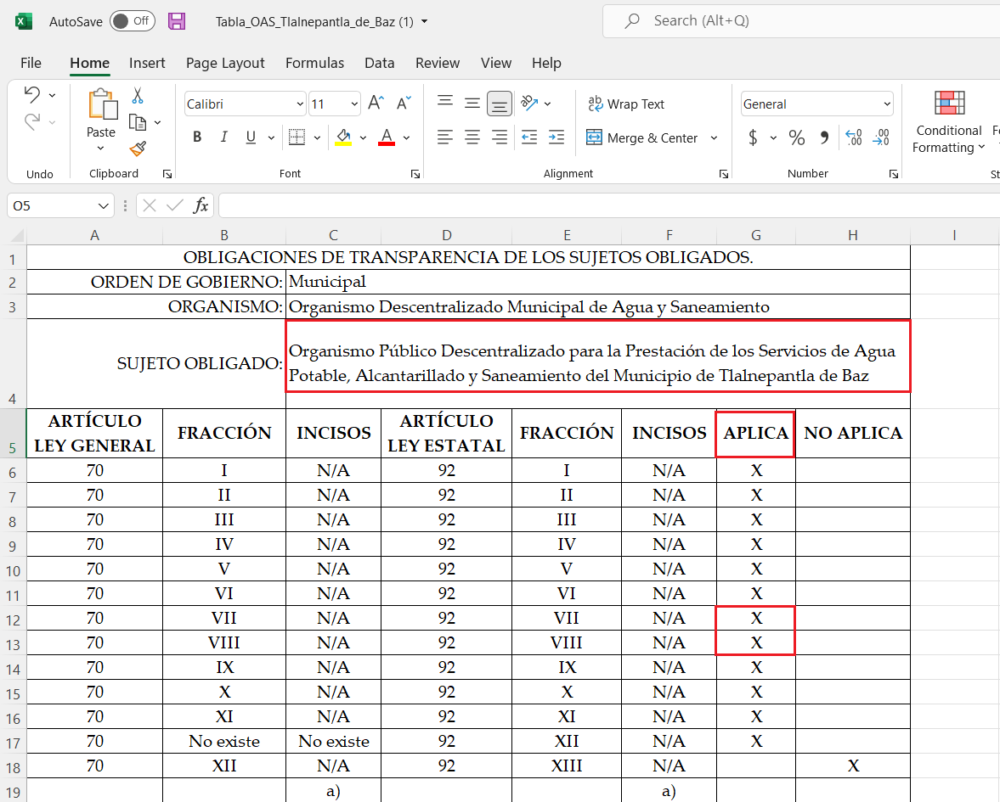 AutoSave Off Tabla_OAS_Tlalnepantla_de_Baz (1) Search (Alt+Q)
File Home Insert Page Layout Formulas Data Review View Help
Calibri 11 Wrap Text General
Paste B I U A Merge & Center $ % Conditional Formatting
Undo Clipboard Font Alignment Number
O5 fx
A B C D E F G H I
1 OBLIGACIONES DE TRANSPARENCIA DE LOS SUJETOS OBLIGADOS.
2 ORDEN DE GOBIERNO: Municipal
3 ORGANISMO: Organismo Descentralizado Municipal de Agua y Saneamiento
4 SUJETO OBLIGADO: Organismo Público Descentralizado para la Prestación de los Servicios de Agua
Potable, Alcantarillado y Saneamiento del Municipio de Tlalnepantla de Baz
5 ARTÍCULO LEY GENERAL FRACCIÓN INCISOS ARTÍCULO LEY ESTATAL FRACCIÓN INCISOS APLICA NO APLICA
6 70 I N/A 92 I N/A X
7 70 II N/A 92 II N/A X
8 70 III N/A 92 III N/A X
9 70 IV N/A 92 IV N/A X
10 70 V N/A 92 V N/A X
11 70 VI N/A 92 VI N/A X
12 70 VII N/A 92 VII N/A X
13 70 VIII N/A 92 VIII N/A X
14 70 IX N/A 92 IX N/A X
15 70 X N/A 92 X N/A X
16 70 XI N/A 92 XI N/A X
17 70 No existe No existe 92 XII N/A X
18 70 XII N/A 92 XIII N/A X
19 a) a)